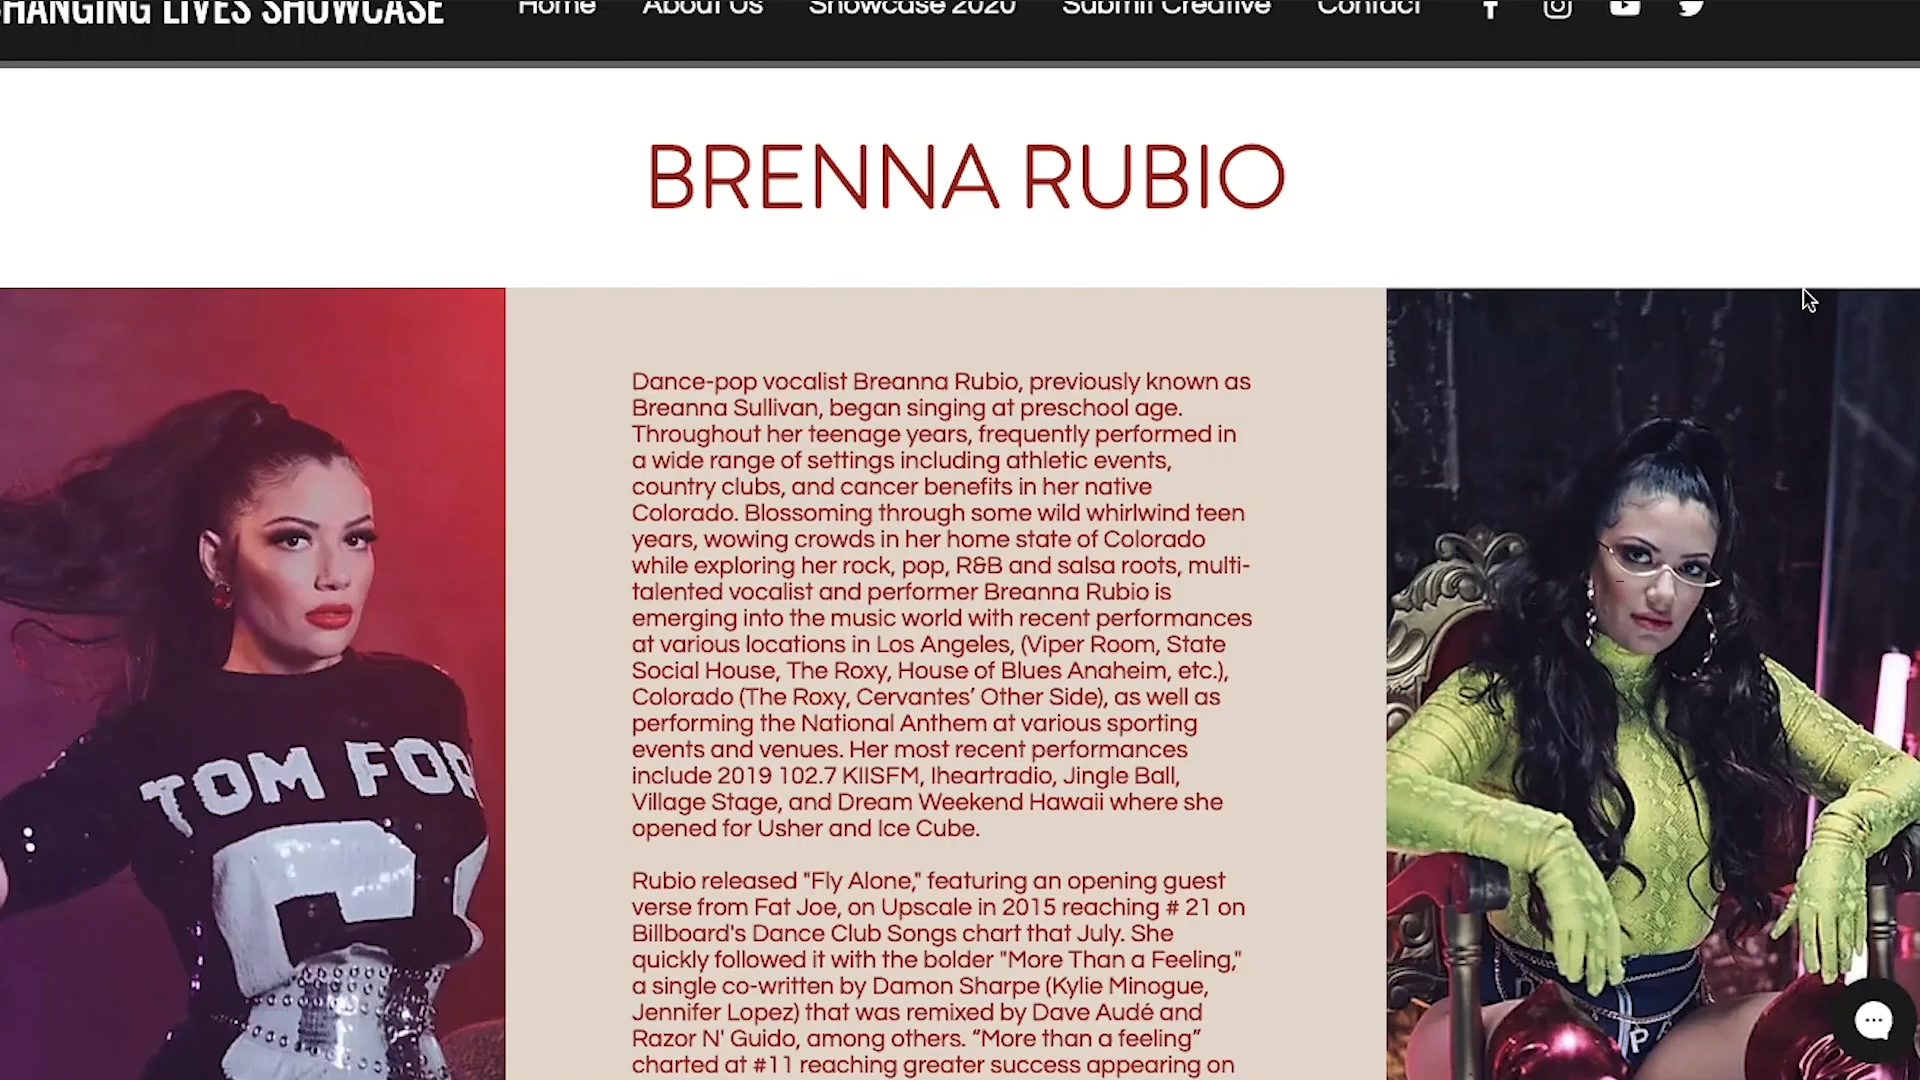 HANGING LIVES SHOWCASE
Home About Us Showcase 2020 Submit Creative Contact
BRENNA RUBIO
Dance-pop vocalist Breanna Rubio, previously known as
Breanna Sullivan, began singing at preschool age.
Throughout her teenage years, frequently performed in
a wide range of settings including athletic events,
country clubs, and cancer benefits in her native
Colorado. Blossoming through some wild whirlwind teen
years, wowing crowds in her home state of Colorado
while exploring her rock, pop, R&B and salsa roots, multi-
talented vocalist and performer Breanna Rubio is
emerging into the music world with recent performances
at various locations in Los Angeles, (Viper Room, State
Social House, The Roxy, House of Blues Anaheim, etc.),
Colorado (The Roxy, Cervantes’ Other Side), as well as
performing the National Anthem at various sporting
events and venues. Her most recent performances
include 2019 102.7 KIISFM, Iheartradio, Jingle Ball,
Village Stage, and Dream Weekend Hawaii where she
opened for Usher and Ice Cube.
Rubio released "Fly Alone," featuring an opening guest
verse from Fat Joe, on Upscale in 2015 reaching # 21 on
Billboard's Dance Club Songs chart that July. She
quickly followed it with the bolder "More Than a Feeling,"
a single co-written by Damon Sharpe (Kylie Minogue,
Jennifer Lopez) that was remixed by Dave Audé and
Razor N' Guido, among others. “More than a feeling”
charted at #11 reaching greater success appearing on
TOM FOR